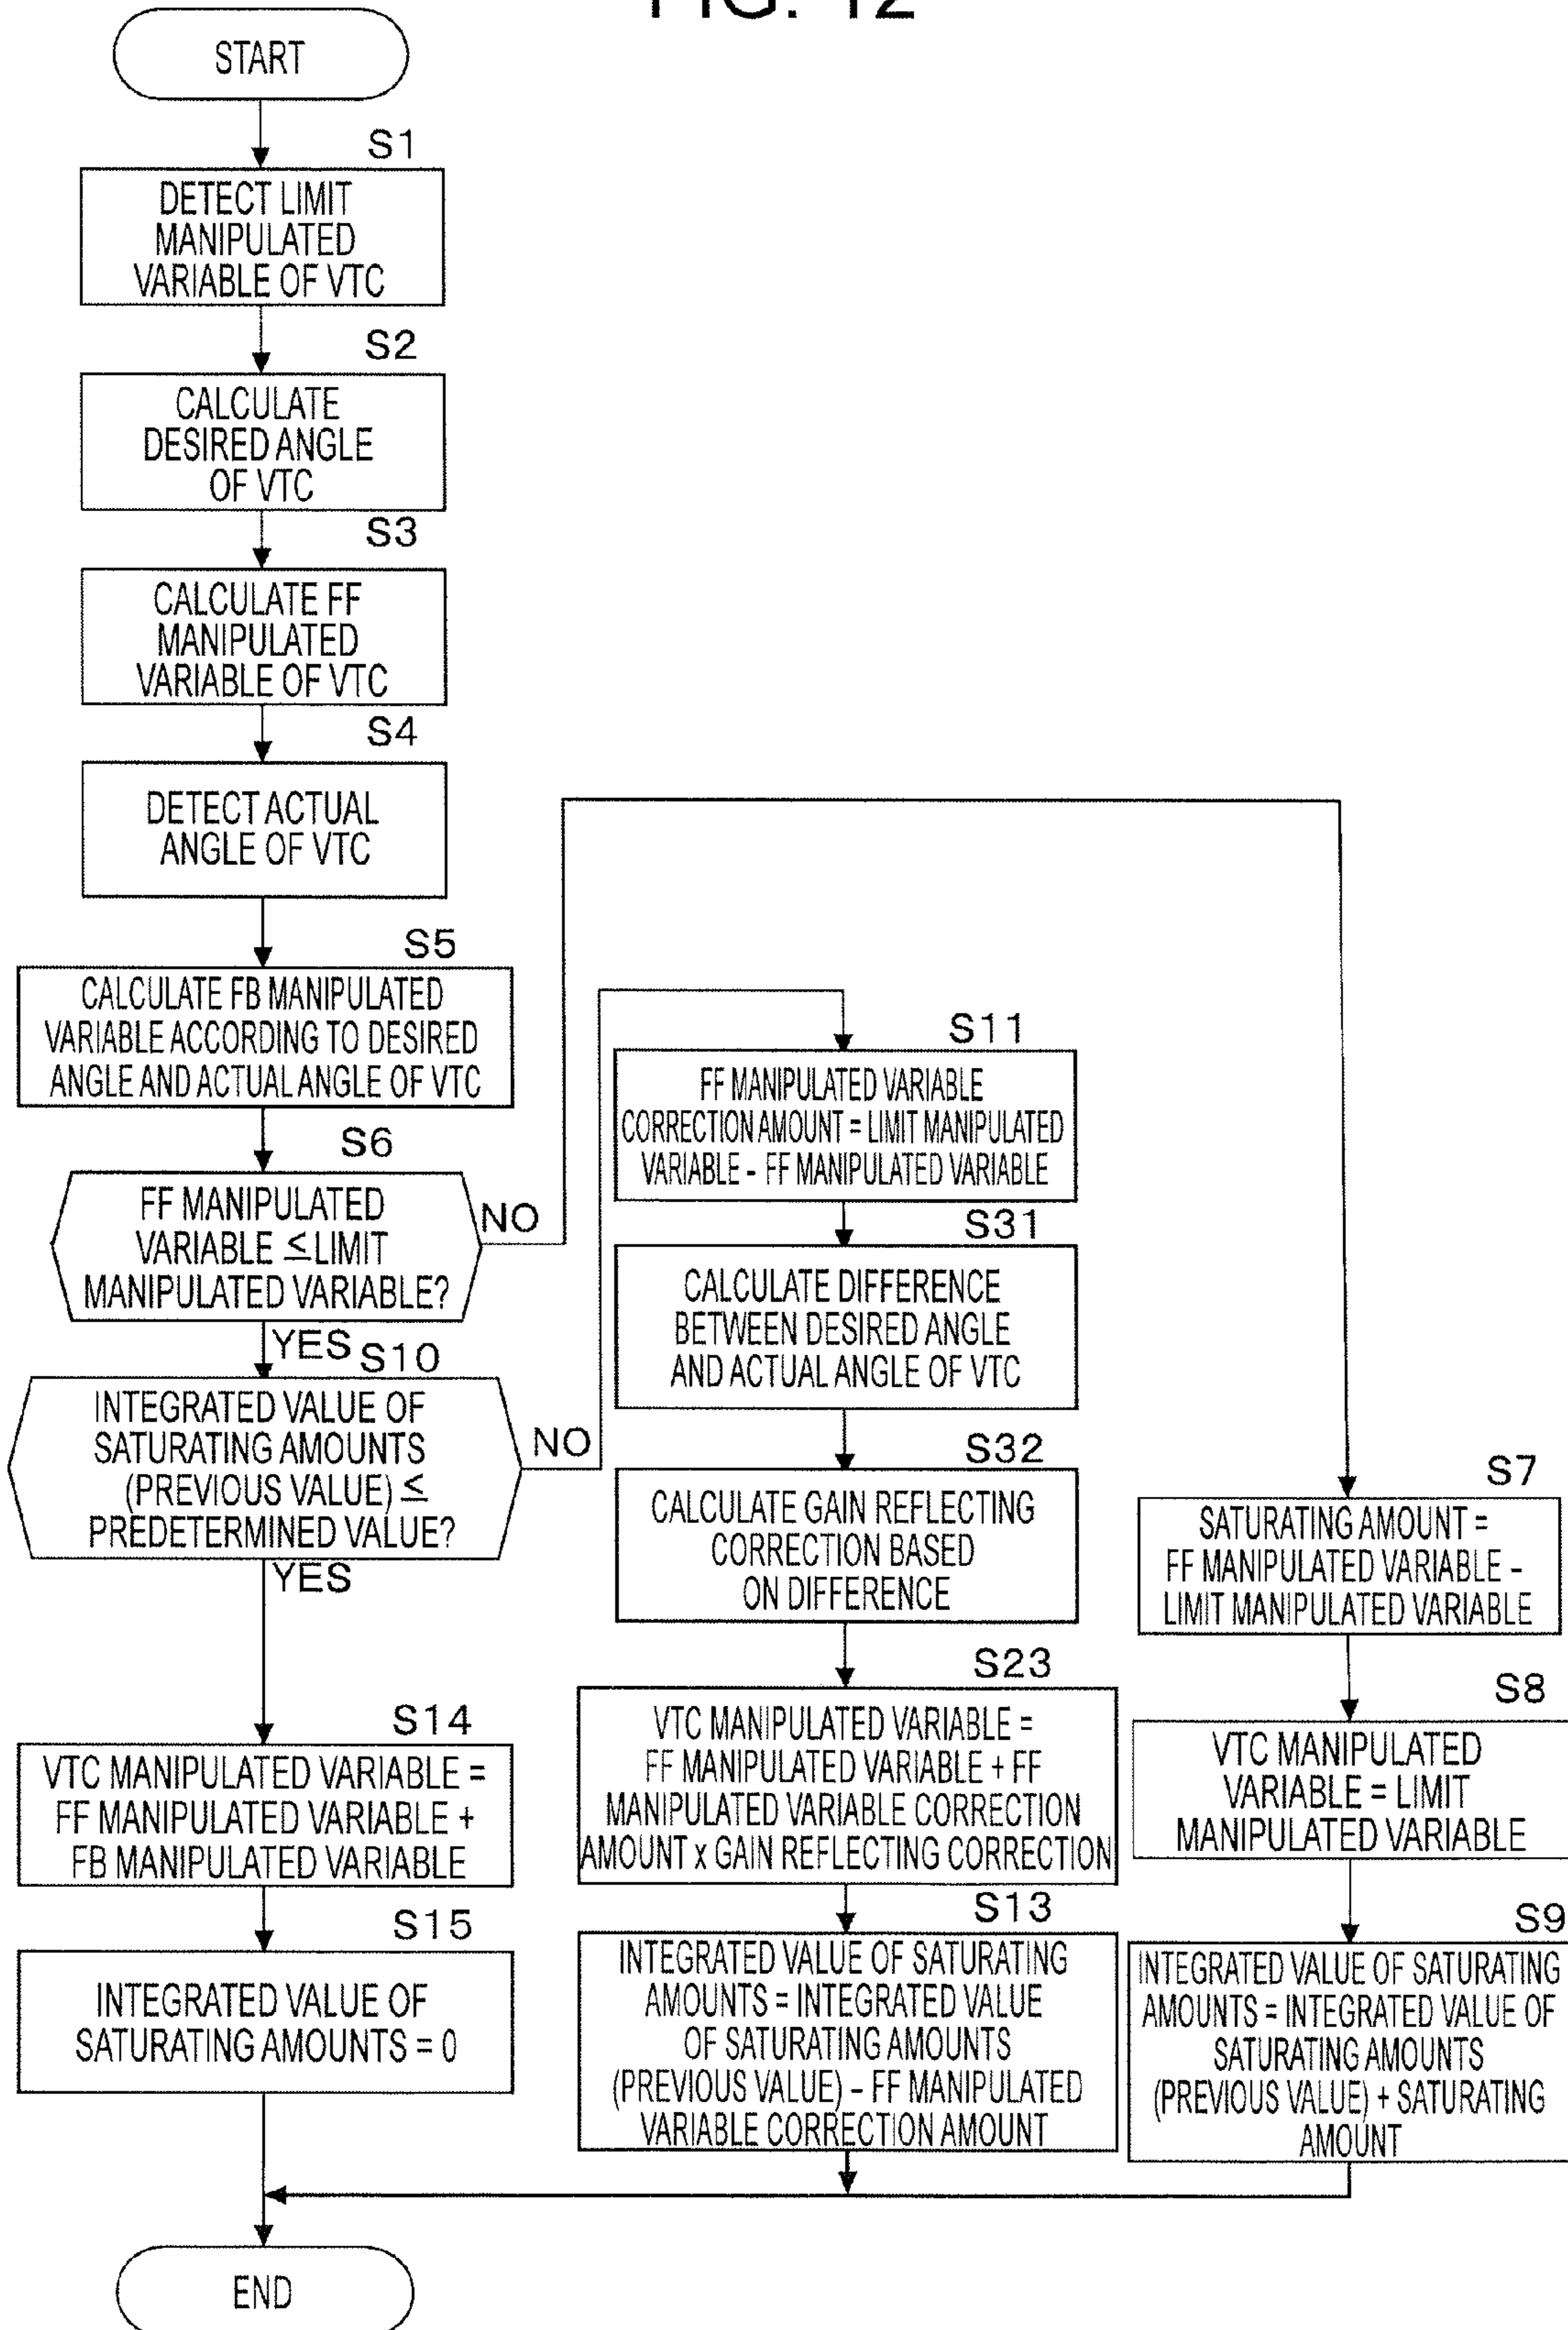 FIG. 12
START
S1
DETECT LIMIT
MANIPULATED
VARIABLE OF VTC
S2
CALCULATE
DESIRED ANGLE
OF VTC
S3
CALCULATE FF
MANIPULATED
VARIABLE OF VTC
S4
DETECT ACTUAL
ANGLE OF VTC
S5
CALCULATE FB MANIPULATED
VARIABLE ACCORDING TO DESIRED
ANGLE AND ACTUAL ANGLE OF VTC
S6
FF MANIPULATED
VARIABLE ≤ LIMIT
MANIPULATED VARIABLE?
NO
YES
S10
INTEGRATED VALUE OF
SATURATING AMOUNTS
(PREVIOUS VALUE) ≤
PREDETERMINED VALUE?
NO
YES
S14
VTC MANIPULATED VARIABLE =
FF MANIPULATED VARIABLE +
FB MANIPULATED VARIABLE
S15
INTEGRATED VALUE OF
SATURATING AMOUNTS = 0
S11
FF MANIPULATED VARIABLE
CORRECTION AMOUNT = LIMIT MANIPULATED
VARIABLE - FF MANIPULATED VARIABLE
S31
CALCULATE DIFFERENCE
BETWEEN DESIRED ANGLE
AND ACTUAL ANGLE OF VTC
S32
CALCULATE GAIN REFLECTING
CORRECTION BASED
ON DIFFERENCE
S23
VTC MANIPULATED VARIABLE =
FF MANIPULATED VARIABLE + FF
MANIPULATED VARIABLE CORRECTION
AMOUNT x GAIN REFLECTING CORRECTION
S13
INTEGRATED VALUE OF SATURATING
AMOUNTS = INTEGRATED VALUE
OF SATURATING AMOUNTS
(PREVIOUS VALUE) – FF MANIPULATED
VARIABLE CORRECTION AMOUNT
S7
SATURATING AMOUNT =
FF MANIPULATED VARIABLE -
LIMIT MANIPULATED VARIABLE
S8
VTC MANIPULATED
VARIABLE = LIMIT
MANIPULATED VARIABLE
S9
INTEGRATED VALUE OF SATURATING
AMOUNTS = INTEGRATED VALUE OF
SATURATING AMOUNTS
(PREVIOUS VALUE) + SATURATING
AMOUNT
END